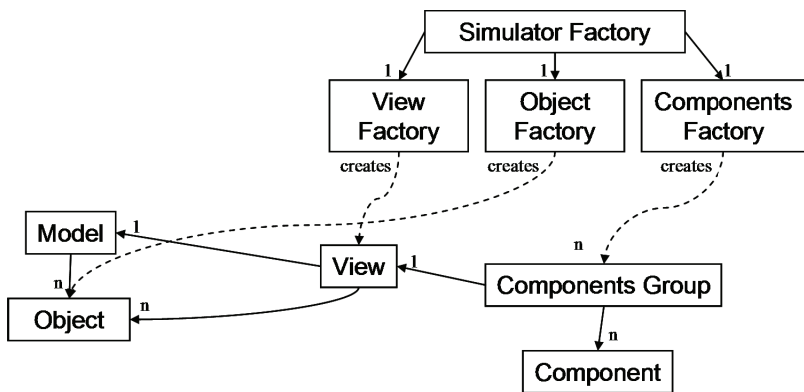 Simulator Factory
1
1
1
View
Factory
Object
Factory
Components
Factory
creates
creates
creates
Model
1
View
1
n
Components Group
n
Object
n
n
Component